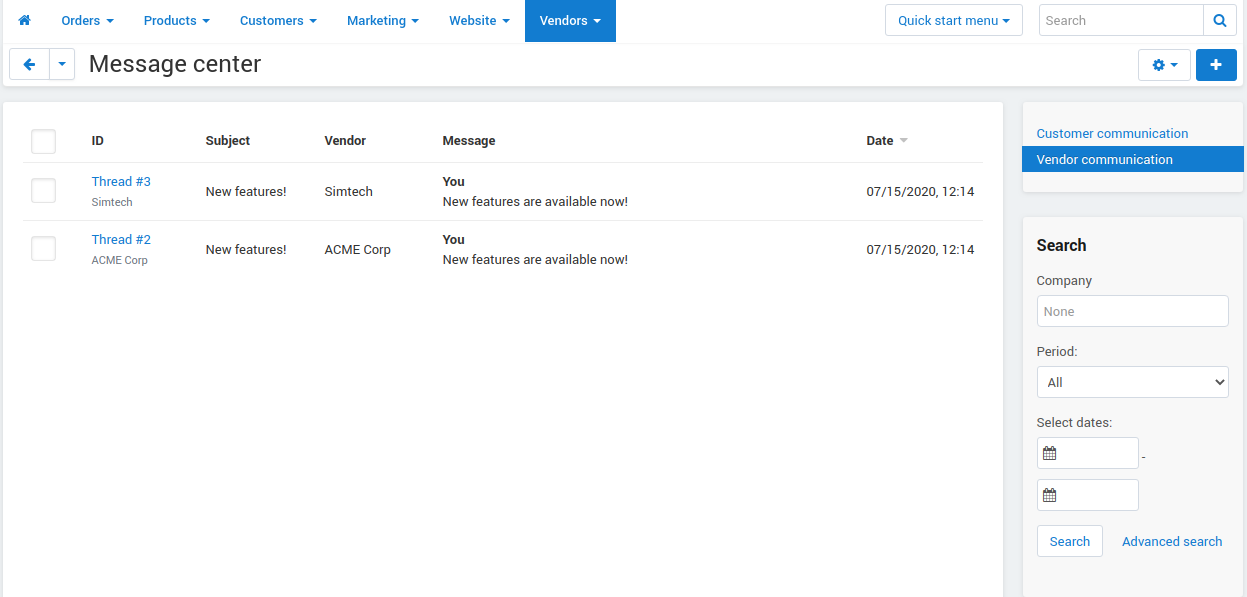 Orders Products Customers Marketing Website Vendors Quick start menu Search
Message center
ID Subject Vendor Message Date
Thread #3
Simtech
New features!
Simtech
You
New features are available now!
07/15/2020, 12:14
Thread #2
ACME Corp
New features!
ACME Corp
You
New features are available now!
07/15/2020, 12:14
Customer communication
Vendor communication
Search
Company
None
Period:
All
Select dates:
-
Search Advanced search